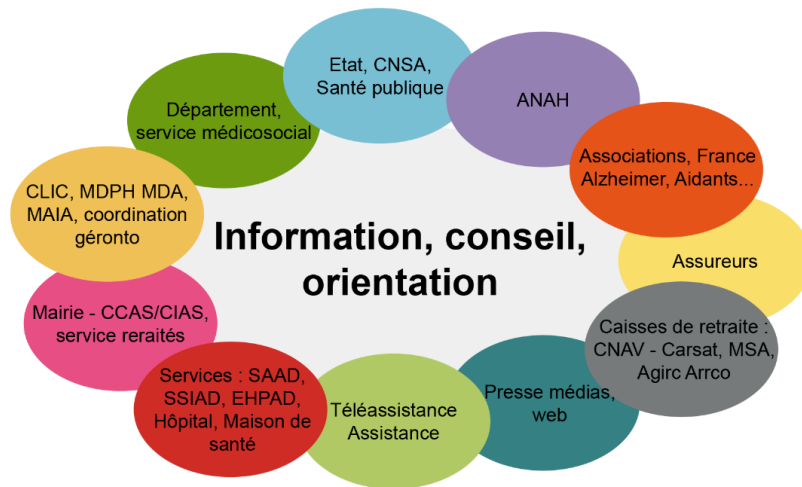 Etat, CNSA,
Santé publique
ANAH
Département,
service médicosocial
Associations, France
Alzheimer, Aidants...
CLIC, MDPH MDA,
MAIA, coordination
géronto
Information, conseil,
orientation
Assureurs
Mairie - CCAS/CIAS,
service reraités
Caisses de retraite :
CNAV - Carsat, MSA,
Agirc Arrco
Services : SAAD,
SSIAD, EHPAD,
Hôpital, Maison de
santé
Téléassistance
Assistance
Presse médias,
web